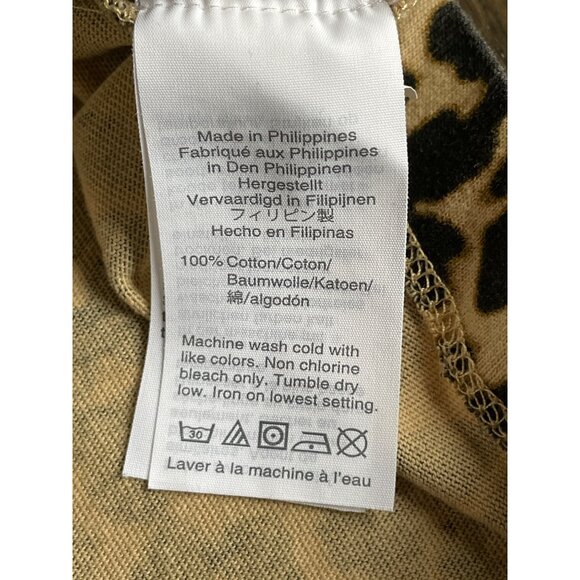 Made in Philippines
Fabriqué aux Philippines
in Den Philippinen
Hergestellt
Vervaardigd in Filipijnen
フィリピン製
Hecho en Filipinas
100% Cotton/Coton/
Baumwolle/Katoen/
綿/algodón
Machine wash cold with
like colors. Non chlorine
bleach only. Tumble dry
low. Iron on lowest setting.
30
Laver à la machine à l'eau